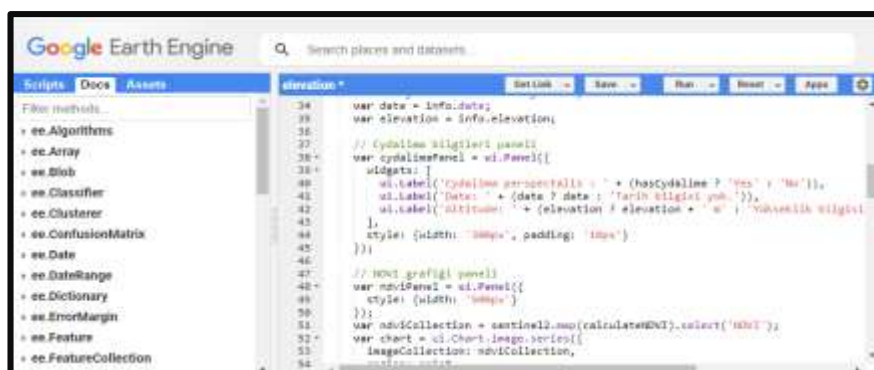 Google Earth Engine
Search places and datasets...
Scripts Docs Assets
elevation *
Get Link Save Run Reset Apps
Filter methods...
ee.Algorithms
ee.Array
ee.Blob
ee.Classifier
ee.Clusterer
ee.ConfusionMatrix
ee.Date
ee.DateRange
ee.Dictionary
ee.ErrorMargin
ee.Feature
ee.FeatureCollection
34 var date = info.date;
35 var elevation = info.elevation;
36
37 // Cydalima bilgileri paneli
38 var cydalimaPanel = ui.Panel({
39 widgets: [
40 ui.Label('Cydalima perspectalis : ' + (hasCydalima ? 'Yes' : 'No')),
41 ui.Label('Date: ' + (date ? date : 'Tarih bilgisi yok.')),
42 ui.Label('Altitude: ' + (elevation ? elevation + ' m' : 'Yükseklik bilgisi
43 ],
44 style: {width: '300px', padding: '10px'}
45 });
46
47 // NDVI grafiği paneli
48 var ndviPanel = ui.Panel({
49 style: {width: '500px'}
50 });
51 var ndviCollection = sentinel2.map(calculateNDVI).select('NDVI');
52 var chart = ui.Chart.image.series({
53 imageCollection: ndviCollection,
54